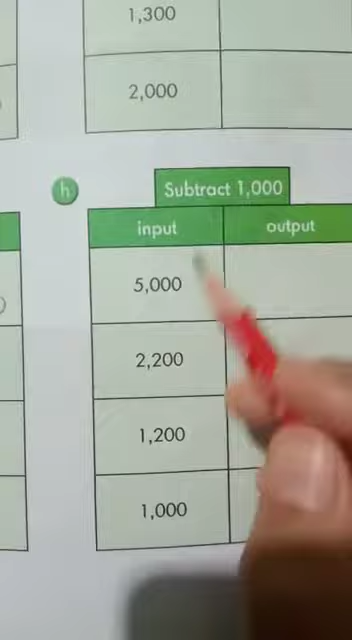 1,300
2,000
h
Subtract 1,000
input output
5,000
2,200
1,200
1,000